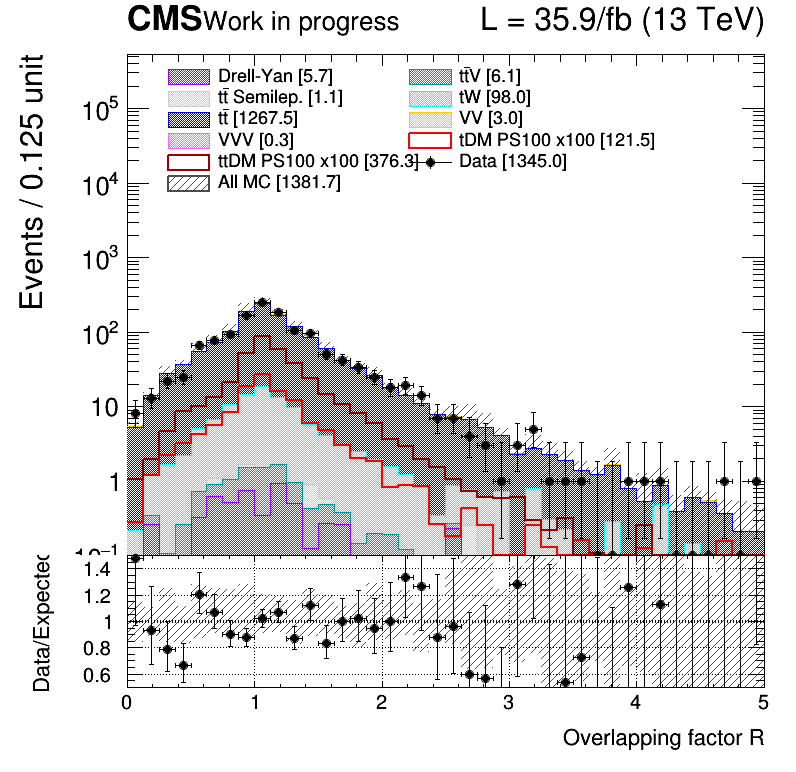 CMS Work in progress L = 35.9/fb (13 TeV)
Drell-Yan [5.7] tt̄V [6.1]
tt̄ Semilep. [1.1] tW [98.0]
tt̄ [1267.5] VV [3.0]
VVV [0.3] tDM PS100 x100 [121.5]
ttDM PS100 x100 [376.3] Data [1345.0]
All MC [1381.7]
Events / 0.125 unit
10⁵
10⁴
10³
10²
10
1
10⁻¹
Data/Expected
1.4
1.2
1
0.8
0.6
0 1 2 3 4 5
Overlapping factor R